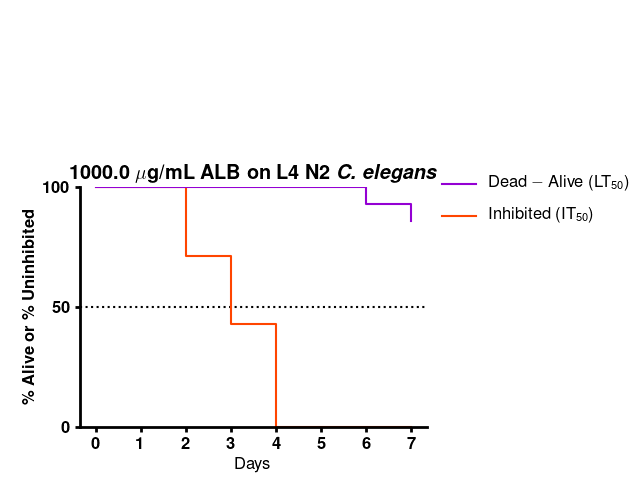 1000.0 μg/mL ALB on L4 N2 C. elegans
Dead − Alive (LT50)
Inhibited (IT50)
% Alive or % Uninhibited
100
50
0
0 1 2 3 4 5 6 7
Days